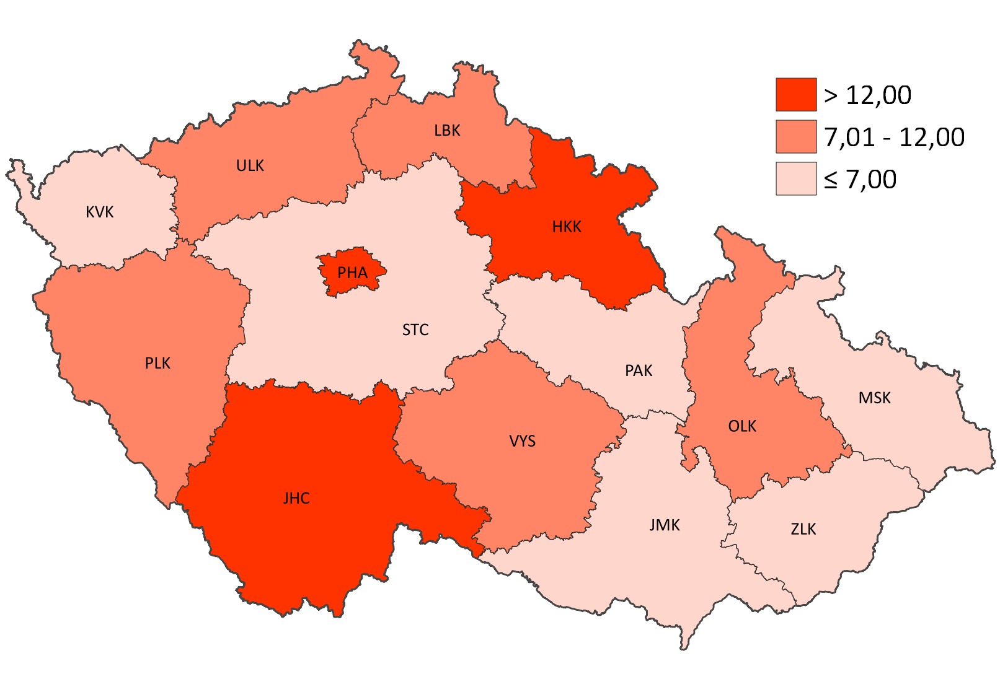 > 12,00
7,01 - 12,00
≤ 7,00
LBK
ULK
KVK
HKK
PHA
STC
PLK
PAK
MSK
OLK
VYS
JHC
JMK
ZLK